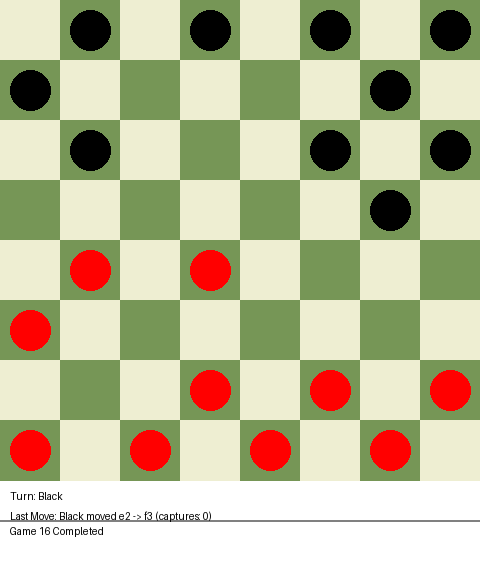 Turn: Black
Last Move: Black moved e2 -> f3 (captures: 0)
Game 16 Completed